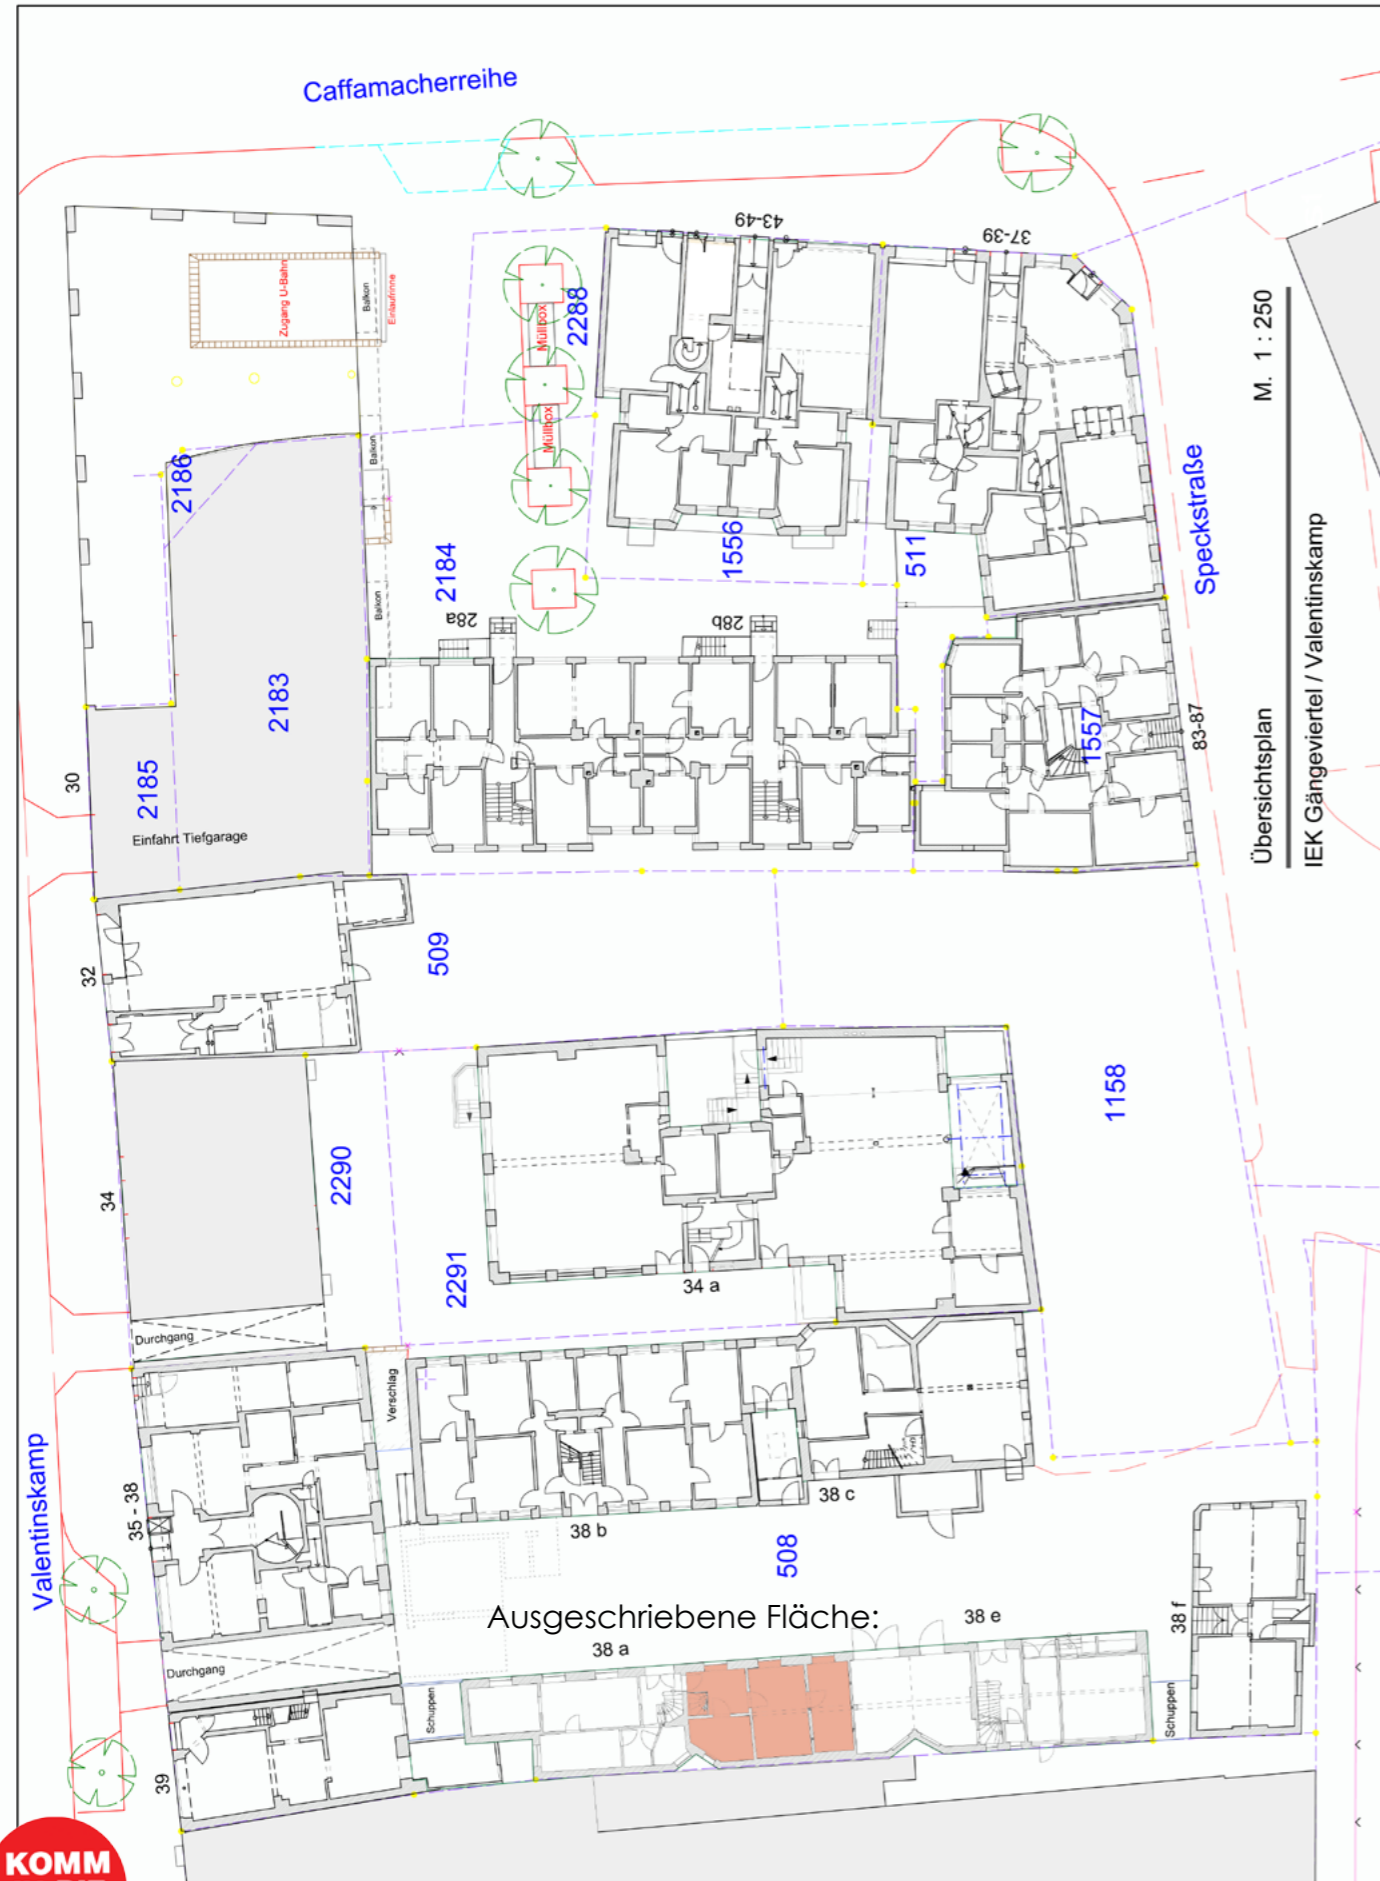 Caffamacherreihe
43-49
37-39
Zugang U-Bahn
Balkon
Einlaufrinne
Müllbox
2288
Müllbox
Balkon
2186
2184
1556
511
Speckstraße
M. 1 : 250
Übersichtsplan
IEK Gängeviertel / Valentinskamp
Balkon
28a
28b
2183
2185
30
Einfahrt Tiefgarage
1557
83-87
32
509
34
2290
1158
2291
34 a
Durchgang
Verschlag
Valentinskamp
35 - 38
38 b
38 c
508
Ausgeschriebene Fläche:
38 a
38 e
38 f
Durchgang
Schuppen
Schuppen
39
KOMM